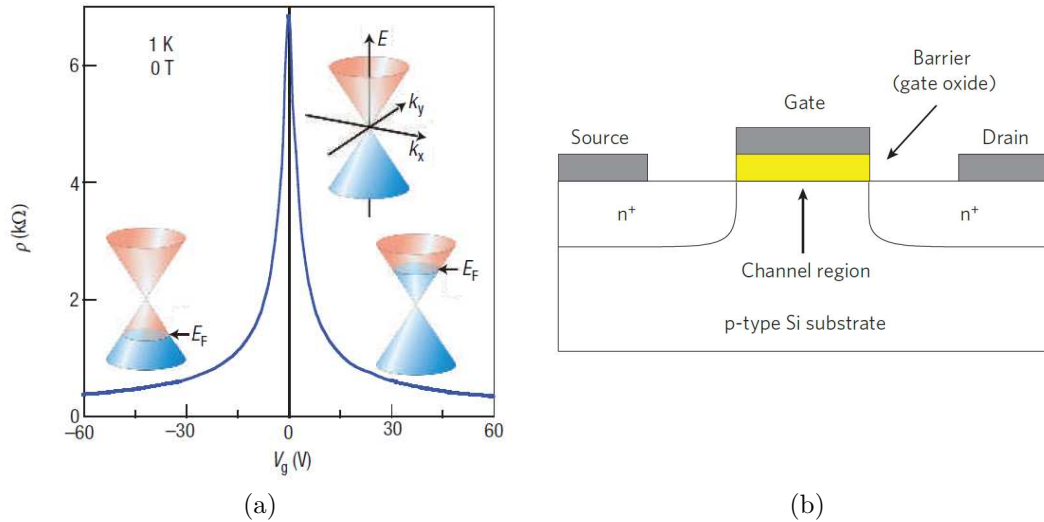 1 K
0 T
E
k_y
k_x
E_F
E_F
ρ (kΩ)
6
4
2
0
−60
−30
0
30
60
V_g (V)
(a)
Barrier
(gate oxide)
Gate
Source
Drain
n⁺
n⁺
Channel region
p-type Si substrate
(b)